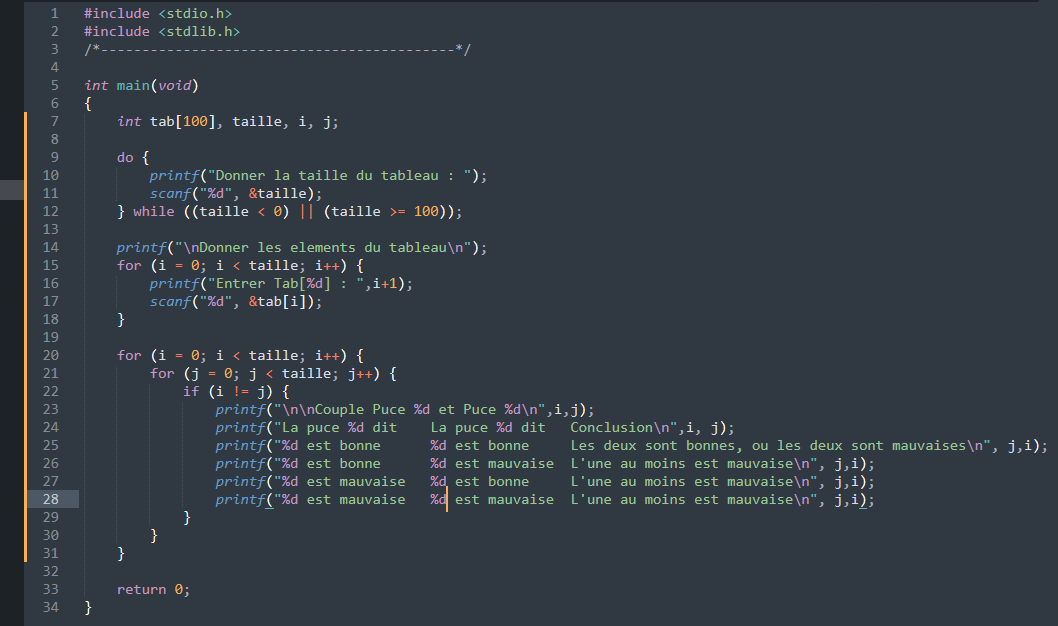 1 #include <stdio.h>
2 #include <stdlib.h>
3 /*-------------------------------------------*/
4
5 int main(void)
6 {
7     int tab[100], taille, i, j;
8
9     do {
10         printf("Donner la taille du tableau : ");
11         scanf("%d", &taille);
12     } while ((taille < 0) || (taille >= 100));
13
14     printf("\nDonner les elements du tableau\n");
15     for (i = 0; i < taille; i++) {
16         printf("Entrer Tab[%d] : ",i+1);
17         scanf("%d", &tab[i]);
18     }
19
20     for (i = 0; i < taille; i++) {
21         for (j = 0; j < taille; j++) {
22             if (i != j) {
23                 printf("\n\nCouple Puce %d et Puce %d\n",i,j);
24                 printf("La puce %d dit    La puce %d dit   Conclusion\n",i, j);
25                 printf("%d est bonne      %d est bonne     Les deux sont bonnes, ou les deux sont mauvaises\n", j,i);
26                 printf("%d est bonne      %d est mauvaise  L'une au moins est mauvaise\n", j,i);
27                 printf("%d est mauvaise   %d est bonne     L'une au moins est mauvaise\n", j,i);
28                 printf("%d est mauvaise   %d est mauvaise  L'une au moins est mauvaise\n", j,i);
29             }
30         }
31     }
32
33     return 0;
34 }